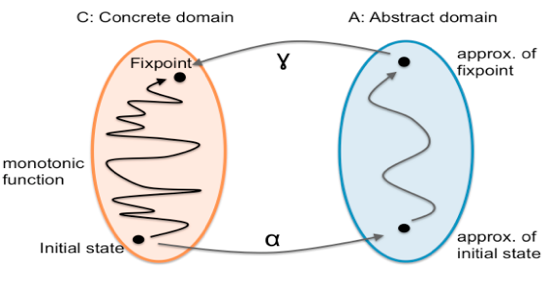 C: Concrete domain
A: Abstract domain
Fixpoint
ɣ
approx. of
fixpoint
monotonic
function
Initial state
α
approx. of
initial state